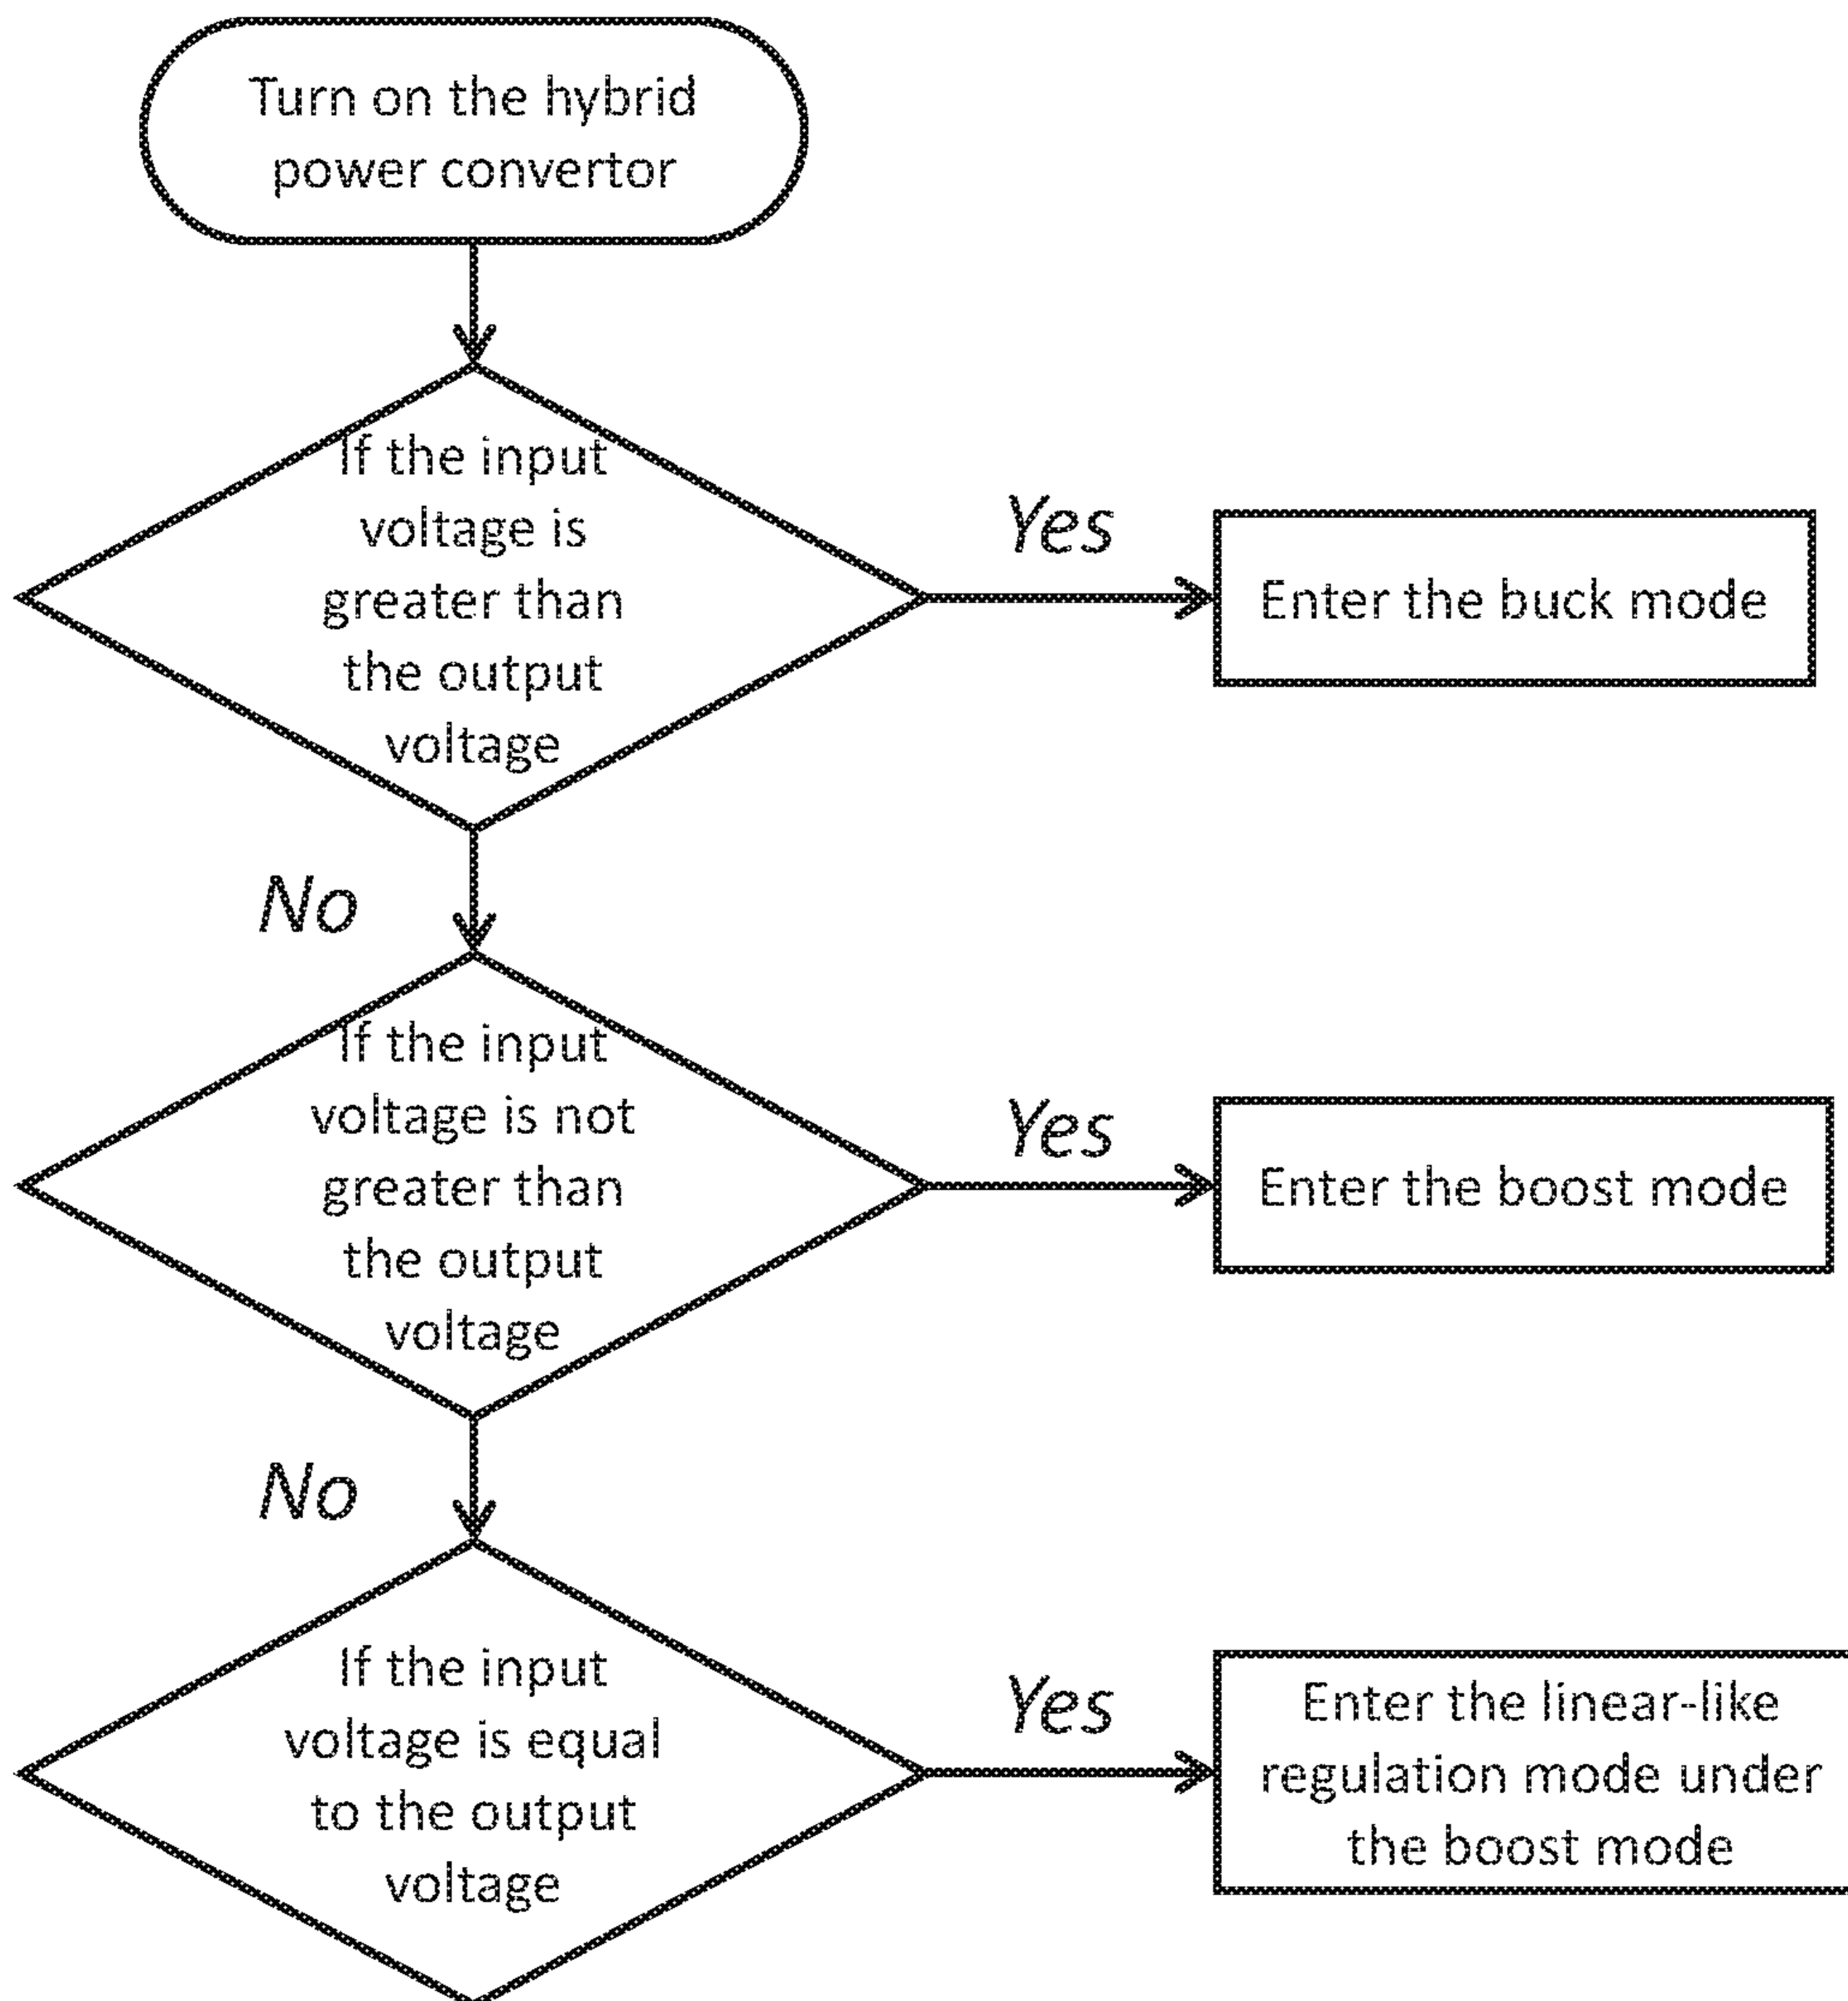 Turn on the hybrid
power convertor
If the input
voltage is
greater than
the output
voltage
Yes
Enter the buck mode
No
If the input
voltage is not
greater than
the output
voltage
Yes
Enter the boost mode
No
If the input
voltage is equal
to the output
voltage
Yes
Enter the linear-like
regulation mode under
the boost mode